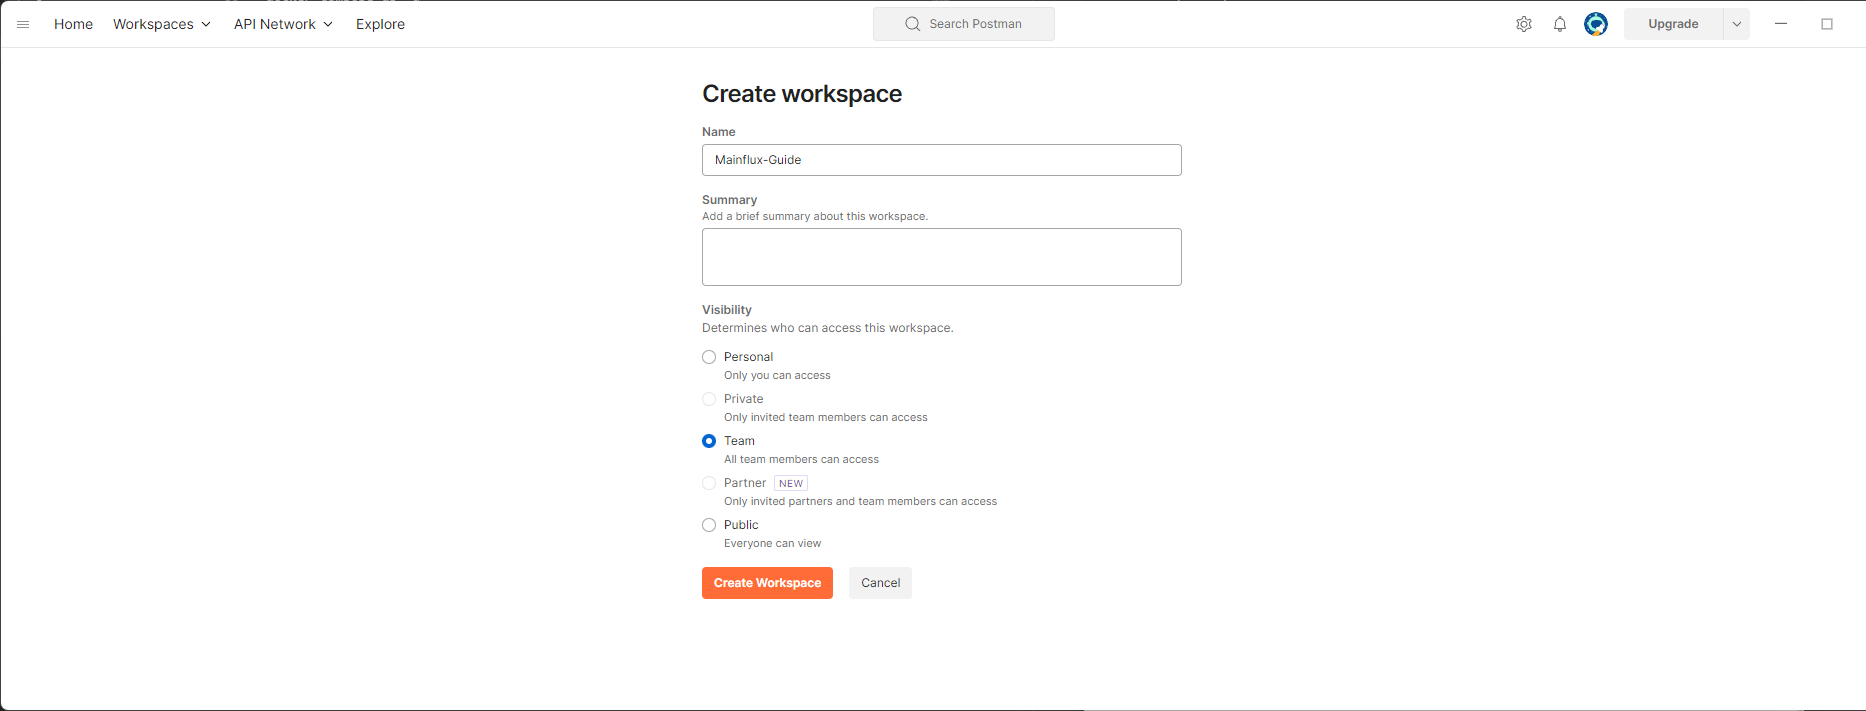 Home Workspaces API Network Explore Search Postman Upgrade
Create workspace
Name
Mainflux-Guide
Summary
Add a brief summary about this workspace.
Visibility
Determines who can access this workspace.
Personal
Only you can access
Private
Only invited team members can access
Team
All team members can access
Partner NEW
Only invited partners and team members can access
Public
Everyone can view
Create Workspace Cancel